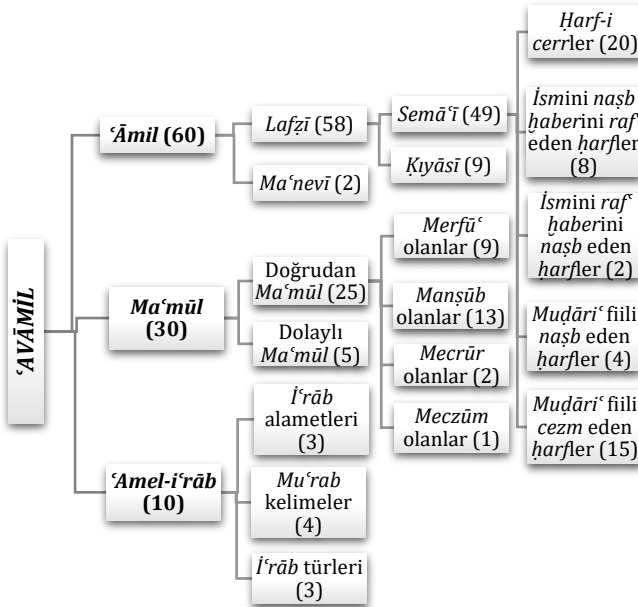 ʿAVĀMİL
ʿĀmil (60)
Lafẓī (58)
Semāʿī (49)
Ḥarf-i
cerrler (20)
İsmini naṣb
ḫaberini rafʿ
eden ḥarfler
(8)
İsmini rafʿ
ḫaberini
naṣb eden
ḥarfler (2)
Muḍāriʿ fiili
naṣb eden
ḥarfler (4)
Muḍāriʿ fiili
cezm eden
ḥarfler (15)
Ḳıyāsī (9)
Maʿnevī (2)
Maʿmūl
(30)
Doğrudan
Maʿmūl (25)
Merfūʿ
olanlar (9)
Manṣūb
olanlar (13)
Mecrūr
olanlar (2)
Meczūm
olanlar (1)
Dolaylı
Maʿmūl (5)
ʿAmel-iʿrāb
(10)
İʿrāb
alametleri
(3)
Muʿrab
kelimeler
(4)
İʿrāb türleri
(3)